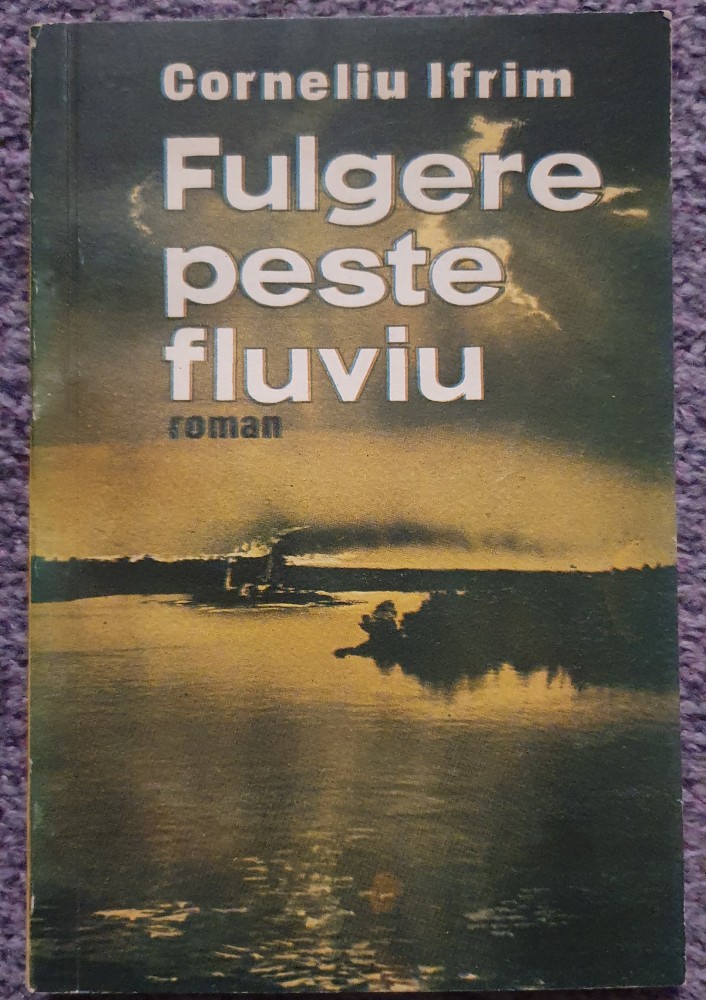 Corneliu Ifrim
Fulgere
peste
fluviu
roman